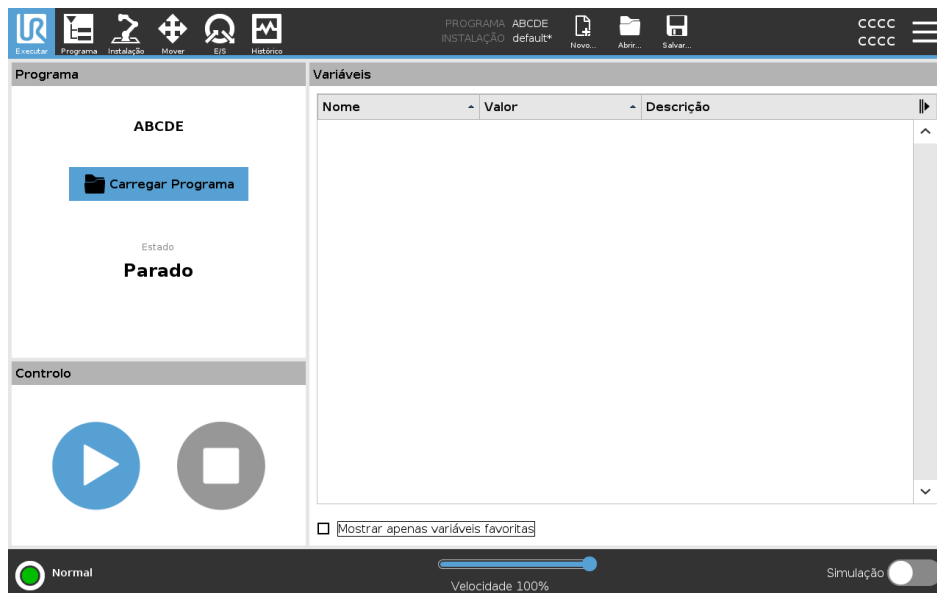 PROGRAMA ABCDE
INSTALAÇÃO default*
CCCC
CCCC
Executar Programa Instalação Mover E/S Histórico Novo... Abrir... Salvar...
Programa
Variáveis
Nome Valor Descrição
ABCDE
Carregar Programa
Estado
Parado
Controlo
Mostrar apenas variáveis favoritas
Normal
Velocidade 100%
Simulação